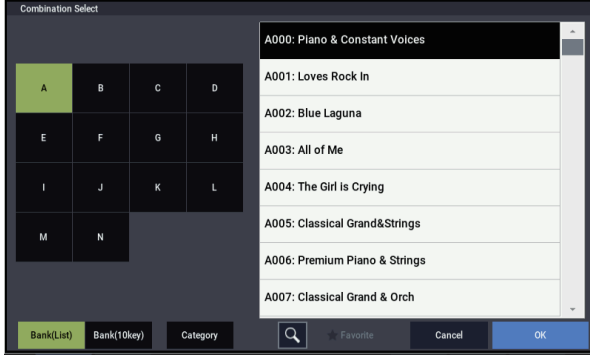 Combination Select
A B C D
E F G H
I J K L
M N
A000: Piano & Constant Voices
A001: Loves Rock In
A002: Blue Laguna
A003: All of Me
A004: The Girl is Crying
A005: Classical Grand&Strings
A006: Premium Piano & Strings
A007: Classical Grand & Orch
Bank(List) Bank(10key) Category Favorite Cancel OK